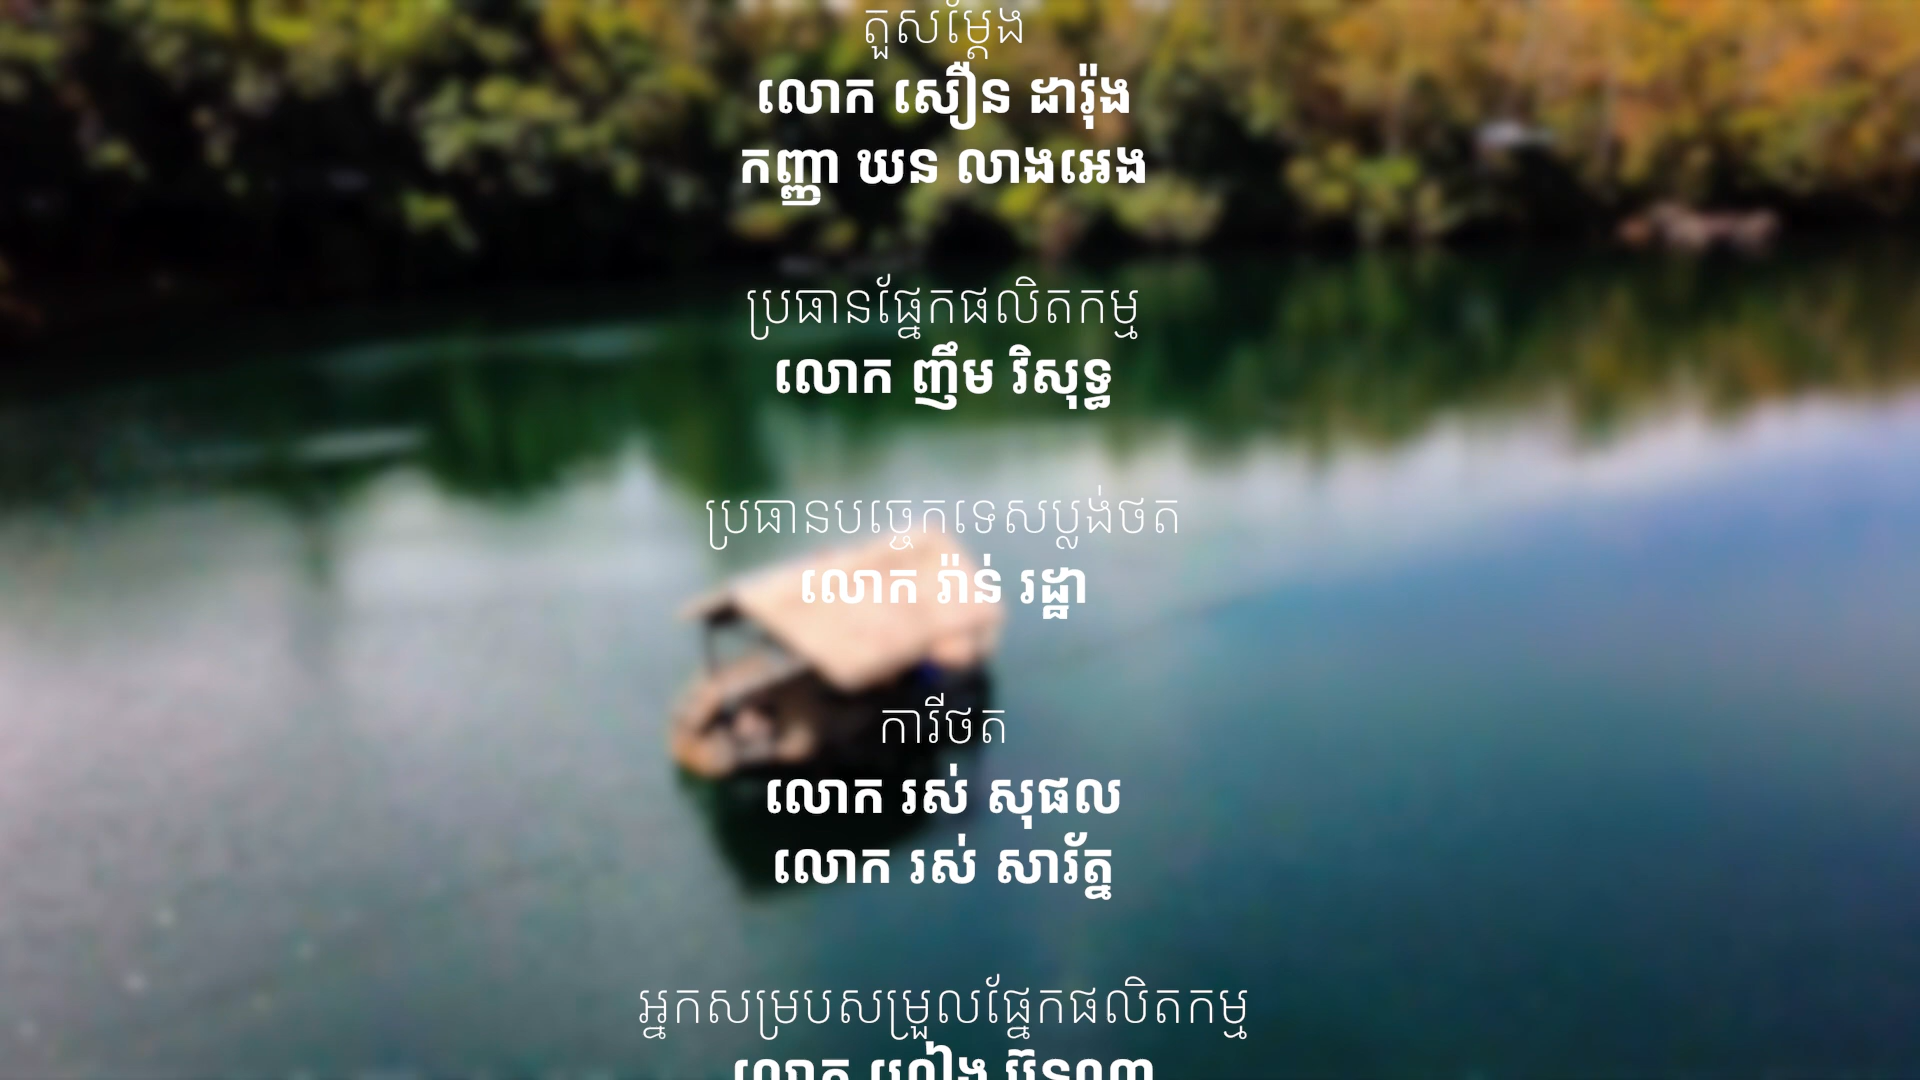 តួសម្ដែង
លោក សឿន ដារ៉ុង
កញ្ញា ឃន លាងអេង
ប្រធានផ្នែកផលិតកម្ម
លោក ញឹម វិសុទ្ធ
ប្រធានបច្ចេកទេសប្លង់ថត
លោក រ៉ាន់ រដ្ឋា
ការីថត
លោក រស់ សុផល
លោក រស់ សារ័ត្ន
អ្នកសម្របសម្រួលផ្នែកផលិតកម្ម
លោក